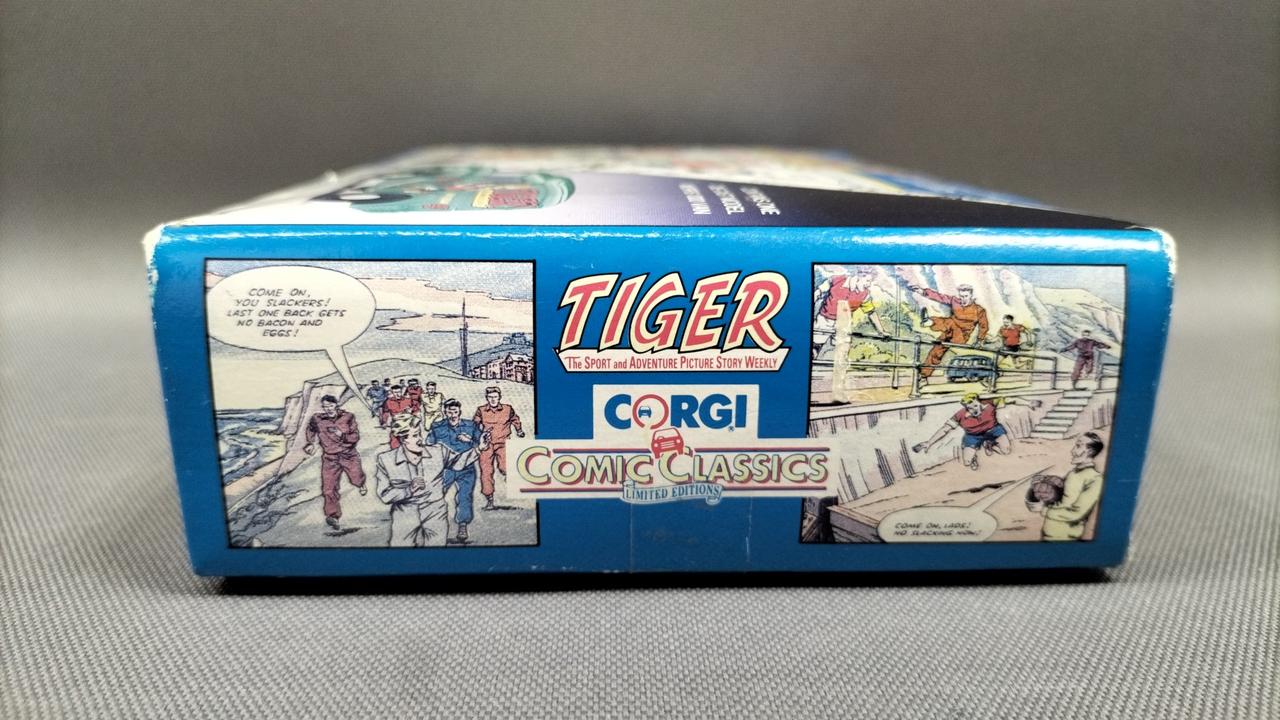 COME ON,
YOU SLACKERS!
LAST ONE BACK GETS
NO BACON AND
EGGS!
TIGER
The SPORT and ADVENTURE PICTURE STORY WEEKLY
CORGI
COMIC CLASSICS
LIMITED EDITIONS
COME ON, LADS!
NO SLACKING NOW!